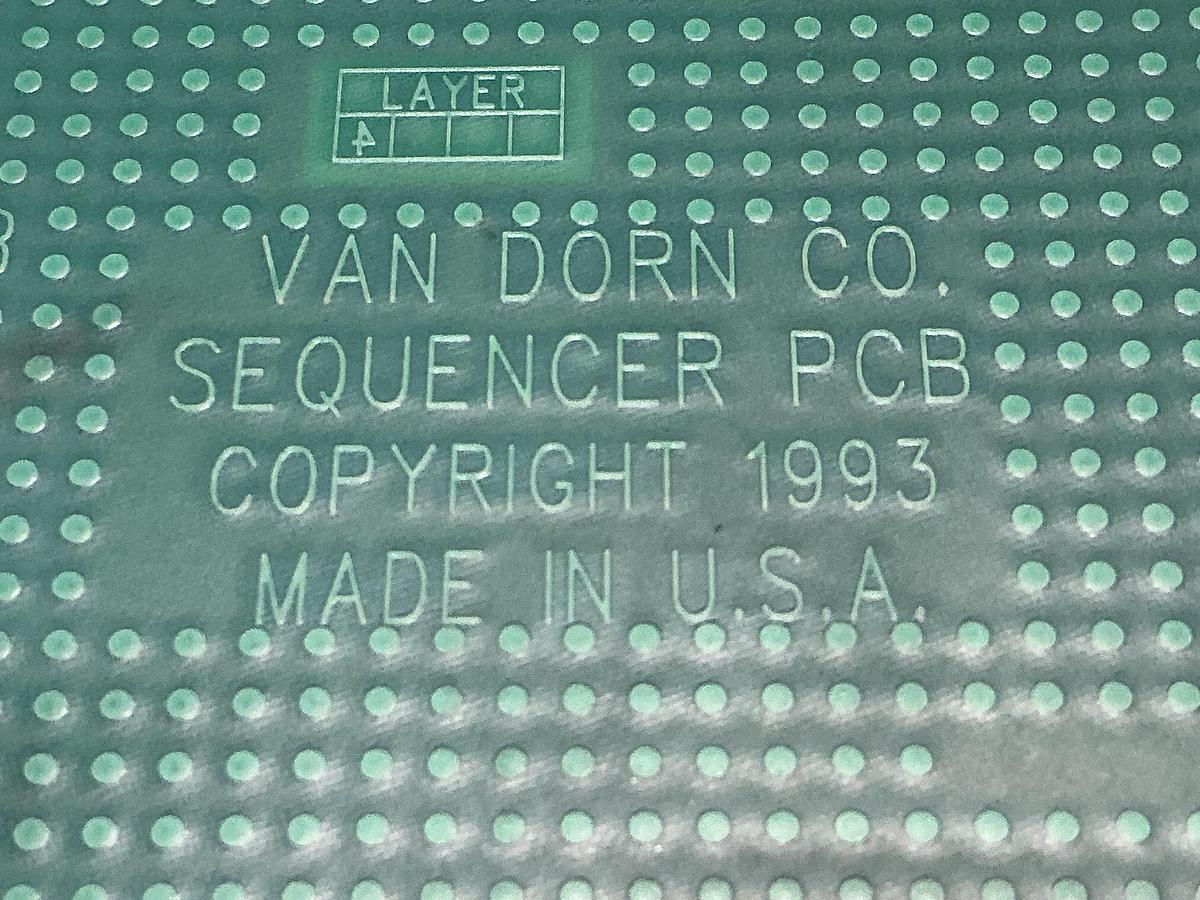 LAYER
4
VAN DORN CO.
SEQUENCER PCB
COPYRIGHT 1993
MADE IN U.S.A.